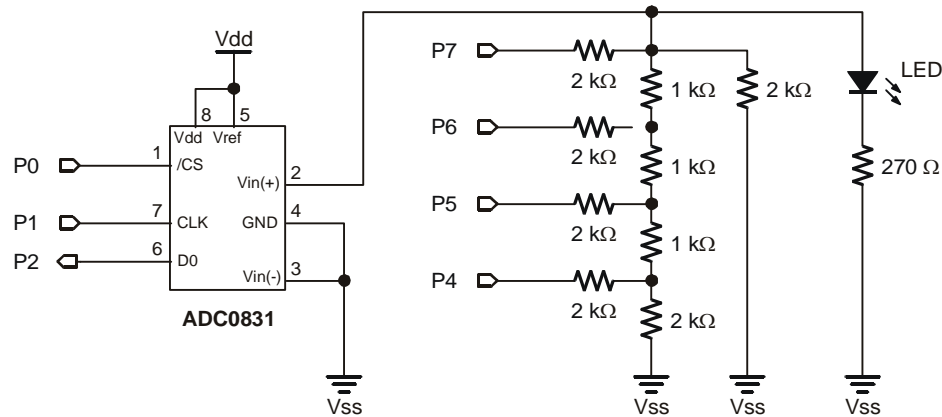 Vdd
8 5
Vdd Vref
P0 1 /CS
Vin(+) 2
P1 7 CLK
GND 4
P2 6 D0
Vin(-) 3
ADC0831
Vss
P7
2 kΩ
1 kΩ
2 kΩ
P6
2 kΩ
1 kΩ
P5
2 kΩ
1 kΩ
P4
2 kΩ
2 kΩ
Vss
Vss
LED
270 Ω
Vss